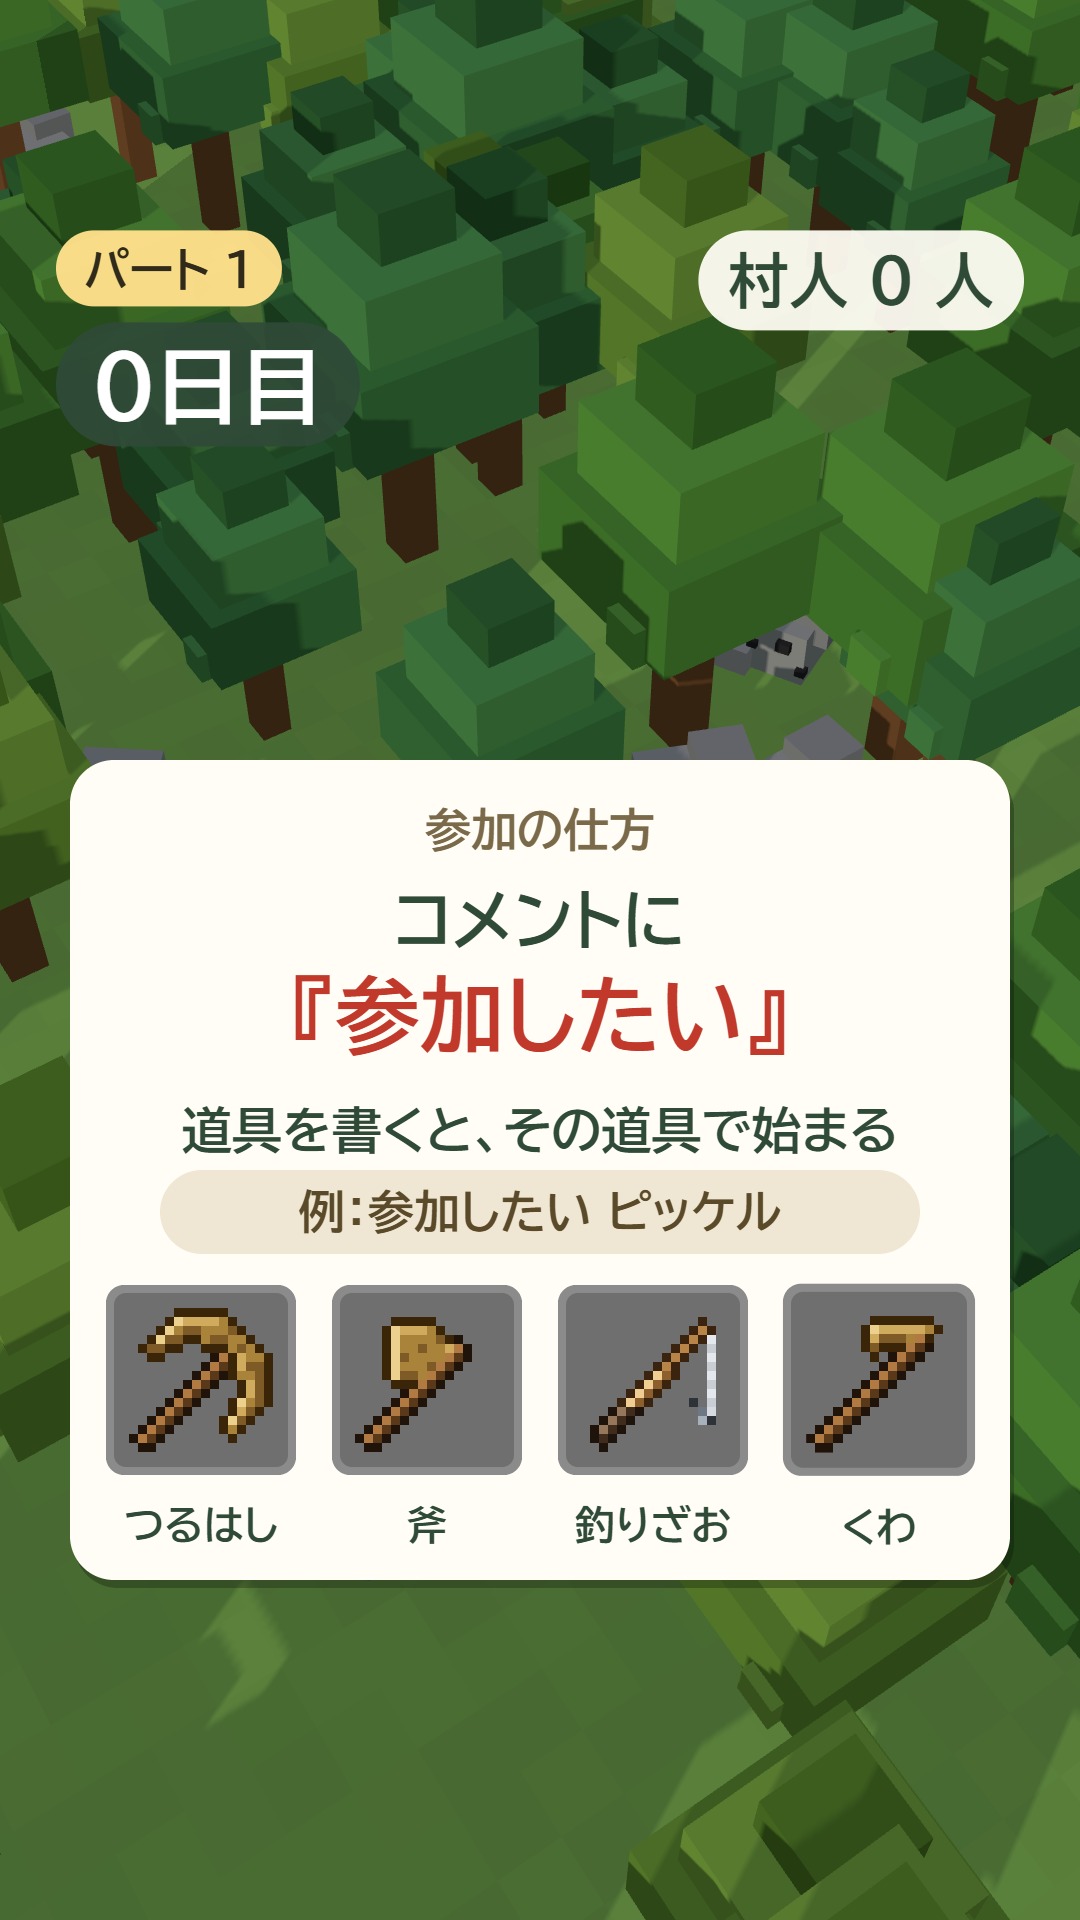 パート 1
村人 0 人
0日目
参加の仕方
コメントに
『参加したい』
道具を書くと、その道具で始まる
例：参加したい ピッケル
つるはし
斧
釣りざお
くわ